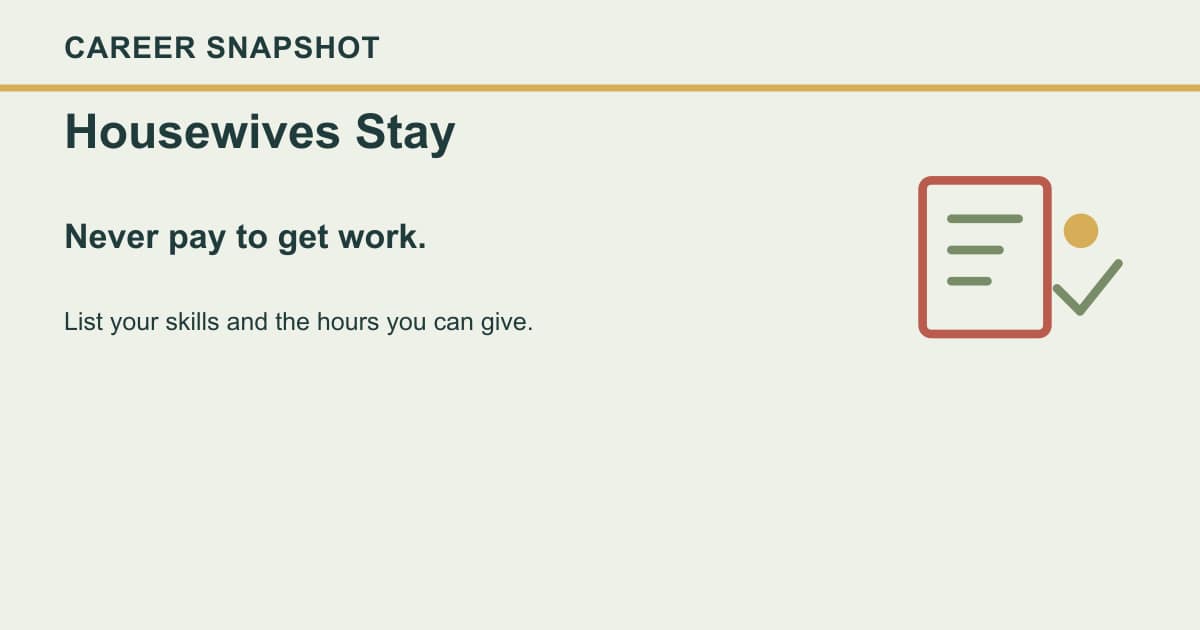 CAREER SNAPSHOT
Housewives Stay
Never pay to get work.
List your skills and the hours you can give.